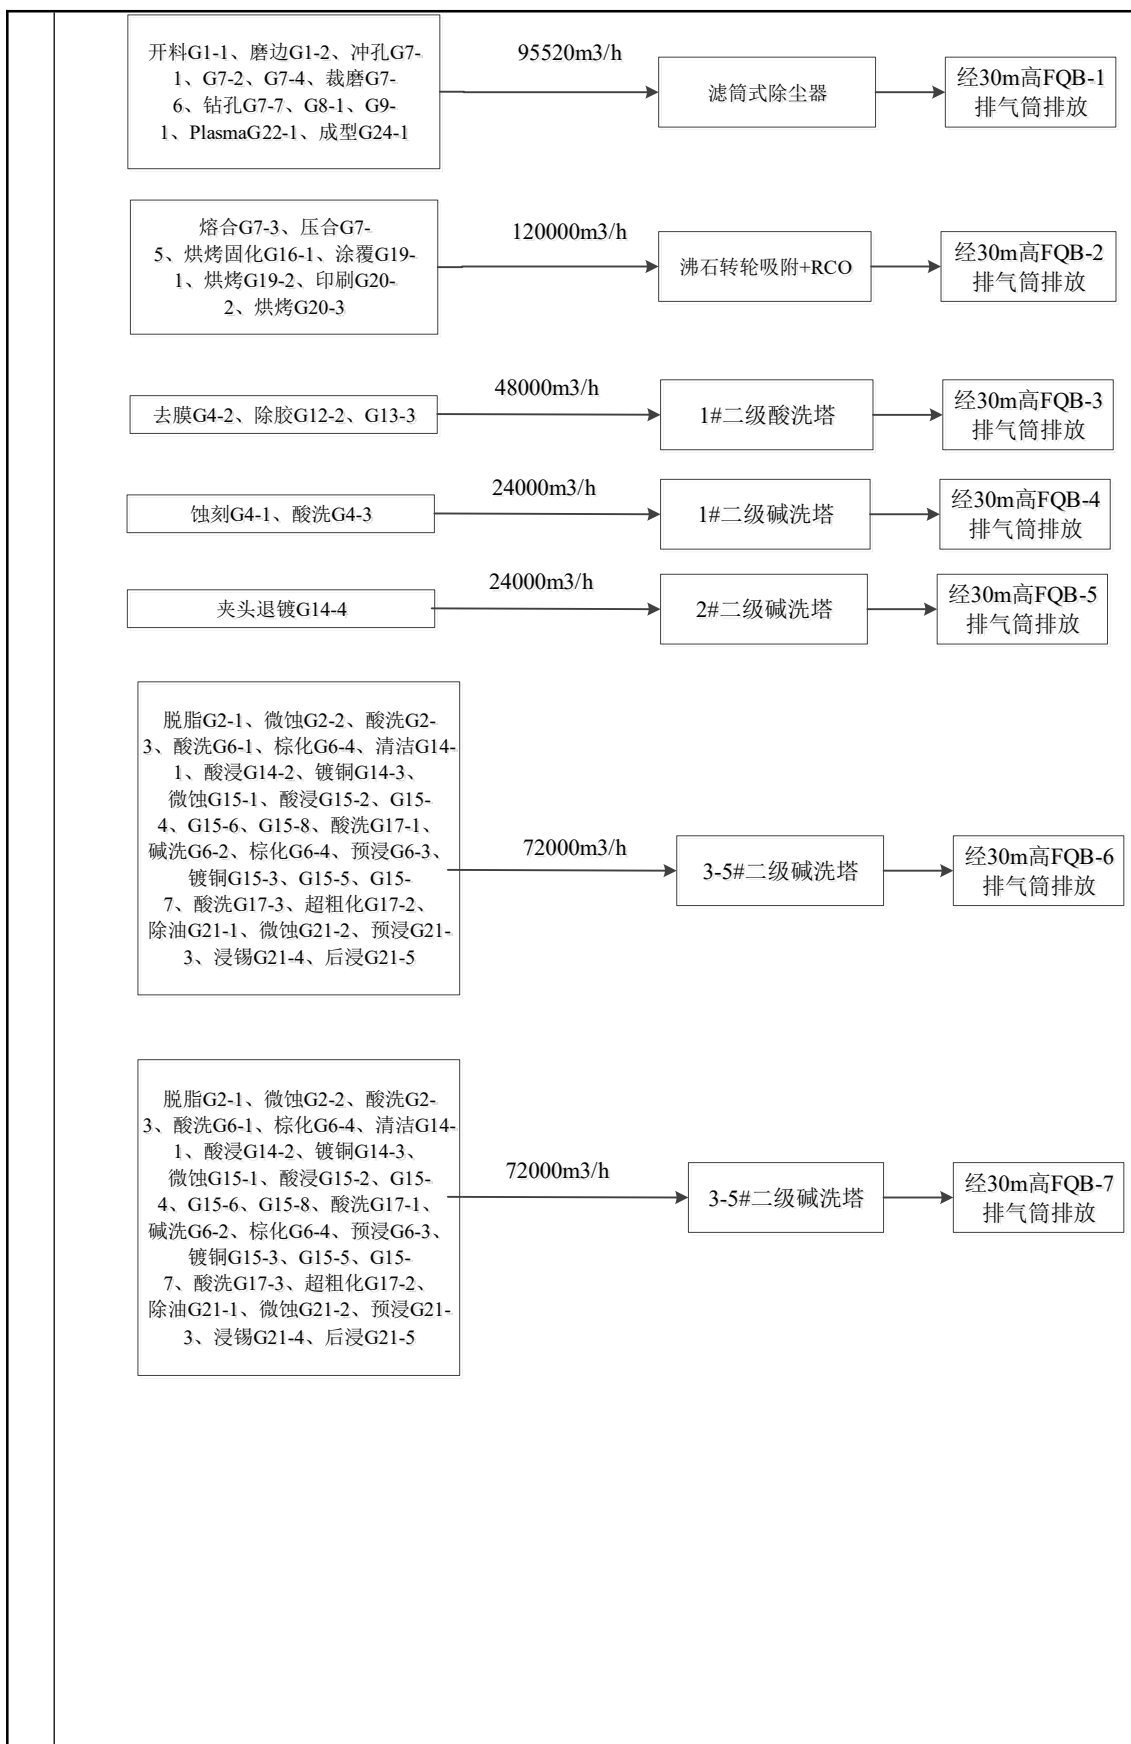 开料G1-1、磨边G1-2、冲孔G7-
1、G7-2、G7-4、裁磨G7-
6、钻孔G7-7、G8-1、G9-
1、PlasmaG22-1、成型G24-1
95520m3/h
滤筒式除尘器
经30m高FQB-1
排气筒排放
熔合G7-3、压合G7-
5、烘烤固化G16-1、涂覆G19-
1、烘烤G19-2、印刷G20-
2、烘烤G20-3
120000m3/h
沸石转轮吸附+RCO
经30m高FQB-2
排气筒排放
去膜G4-2、除胶G12-2、G13-3
48000m3/h
1#二级酸洗塔
经30m高FQB-3
排气筒排放
蚀刻G4-1、酸洗G4-3
24000m3/h
1#二级碱洗塔
经30m高FQB-4
排气筒排放
夹头退镀G14-4
24000m3/h
2#二级碱洗塔
经30m高FQB-5
排气筒排放
脱脂G2-1、微蚀G2-2、酸洗G2-
3、酸洗G6-1、棕化G6-4、清洁G14-
1、酸浸G14-2、镀铜G14-3、
微蚀G15-1、酸浸G15-2、G15-
4、G15-6、G15-8、酸洗G17-1、
碱洗G6-2、棕化G6-4、预浸G6-3、
镀铜G15-3、G15-5、G15-
7、酸洗G17-3、超粗化G17-2、
除油G21-1、微蚀G21-2、预浸G21-
3、浸锡G21-4、后浸G21-5
72000m3/h
3-5#二级碱洗塔
经30m高FQB-6
排气筒排放
脱脂G2-1、微蚀G2-2、酸洗G2-
3、酸洗G6-1、棕化G6-4、清洁G14-
1、酸浸G14-2、镀铜G14-3、
微蚀G15-1、酸浸G15-2、G15-
4、G15-6、G15-8、酸洗G17-1、
碱洗G6-2、棕化G6-4、预浸G6-3、
镀铜G15-3、G15-5、G15-
7、酸洗G17-3、超粗化G17-2、
除油G21-1、微蚀G21-2、预浸G21-
3、浸锡G21-4、后浸G21-5
72000m3/h
3-5#二级碱洗塔
经30m高FQB-7
排气筒排放